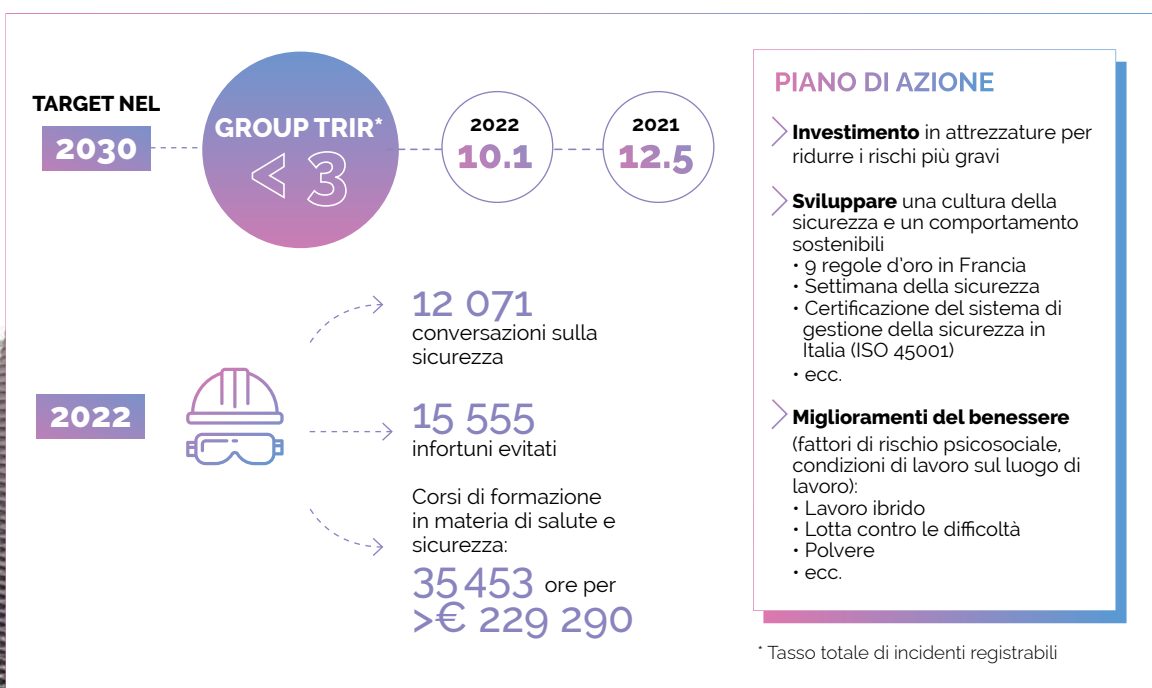 TARGET NEL
2030
GROUP TRIR*
< 3
2022
10.1
2021
12.5
2022
12 071
conversazioni sulla
sicurezza
15 555
infortuni evitati
Corsi di formazione
in materia di salute e
sicurezza:
35 453 ore per
>€ 229 290
PIANO DI AZIONE
Investimento in attrezzature per
ridurre i rischi più gravi
Sviluppare una cultura della
sicurezza e un comportamento
sostenibili
• 9 regole d'oro in Francia
• Settimana della sicurezza
• Certificazione del sistema di
gestione della sicurezza in
Italia (ISO 45001)
• ecc.
Miglioramenti del benessere
(fattori di rischio psicosociale,
condizioni di lavoro sul luogo di
lavoro):
• Lavoro ibrido
• Lotta contro le difficoltà
• Polvere
• ecc.
* Tasso totale di incidenti registrabili